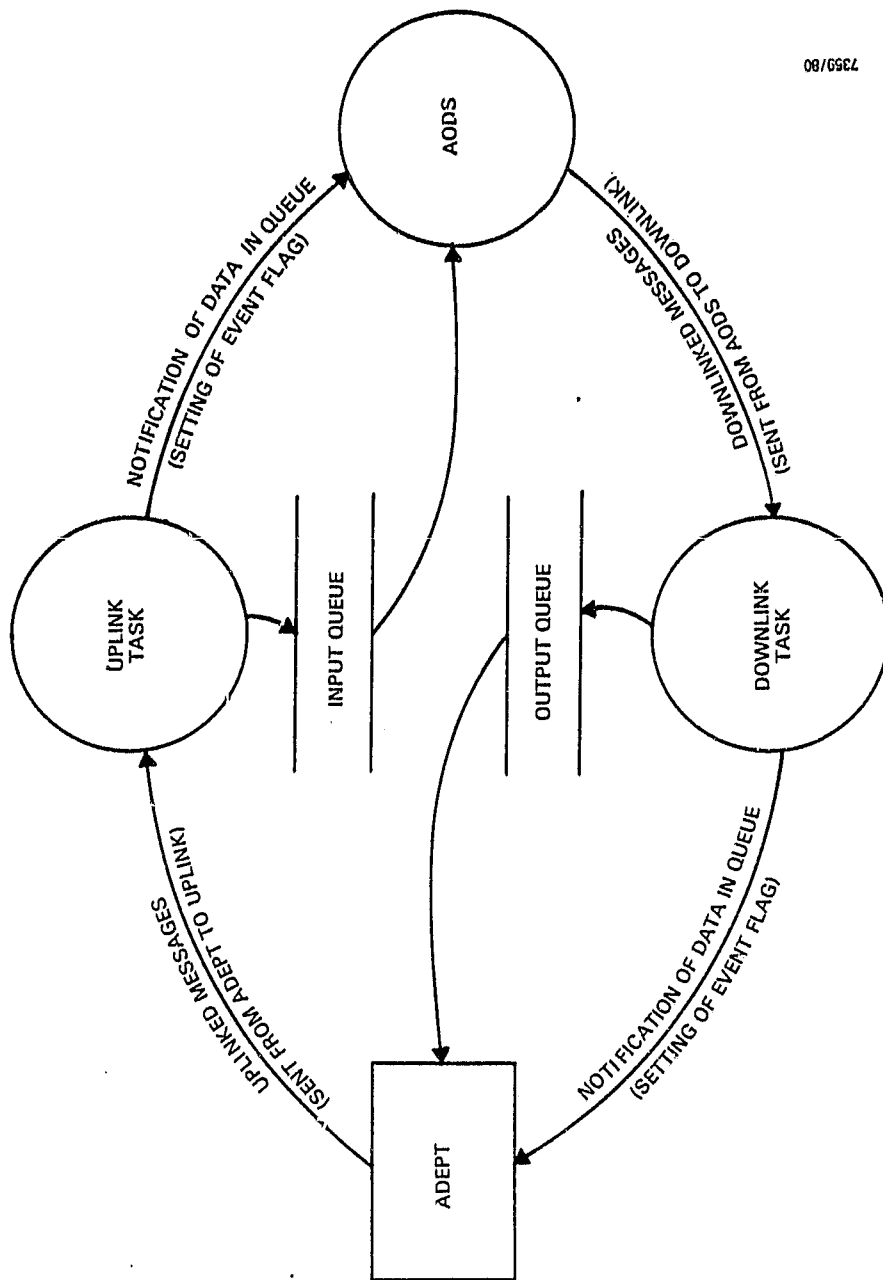 7359/80
AODS
NOTIFICATION OF DATA IN QUEUE
(SETTING OF EVENT FLAG)
DOWNLINKED MESSAGES
(SENT FROM AODS TO DOWNLINK)
UPLINK
TASK
INPUT QUEUE
OUTPUT QUEUE
DOWNLINK
TASK
UPLINKED MESSAGES
(SENT FROM ADEPT TO UPLINK)
NOTIFICATION OF DATA IN QUEUE
(SETTING OF EVENT FLAG)
ADEPT